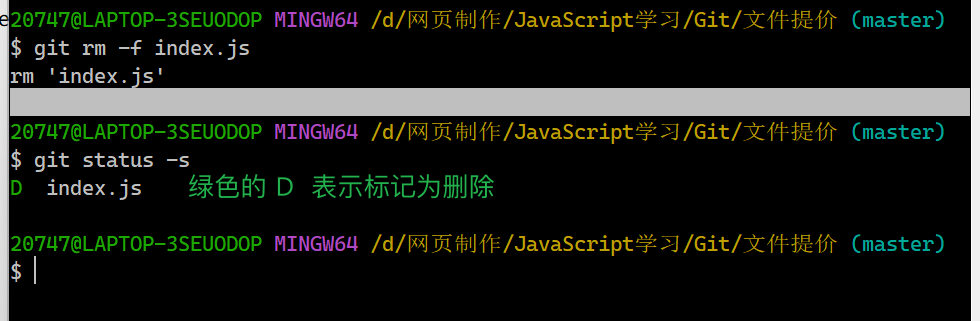 20747@LAPTOP-3SEUODOP MINGW64 /d/网页制作/JavaScript学习/Git/文件提价 (master)
$ git rm -f index.js
rm 'index.js'
20747@LAPTOP-3SEUODOP MINGW64 /d/网页制作/JavaScript学习/Git/文件提价 (master)
$ git status -s
D  index.js    绿色的 D 表示标记为删除
20747@LAPTOP-3SEUODOP MINGW64 /d/网页制作/JavaScript学习/Git/文件提价 (master)
$